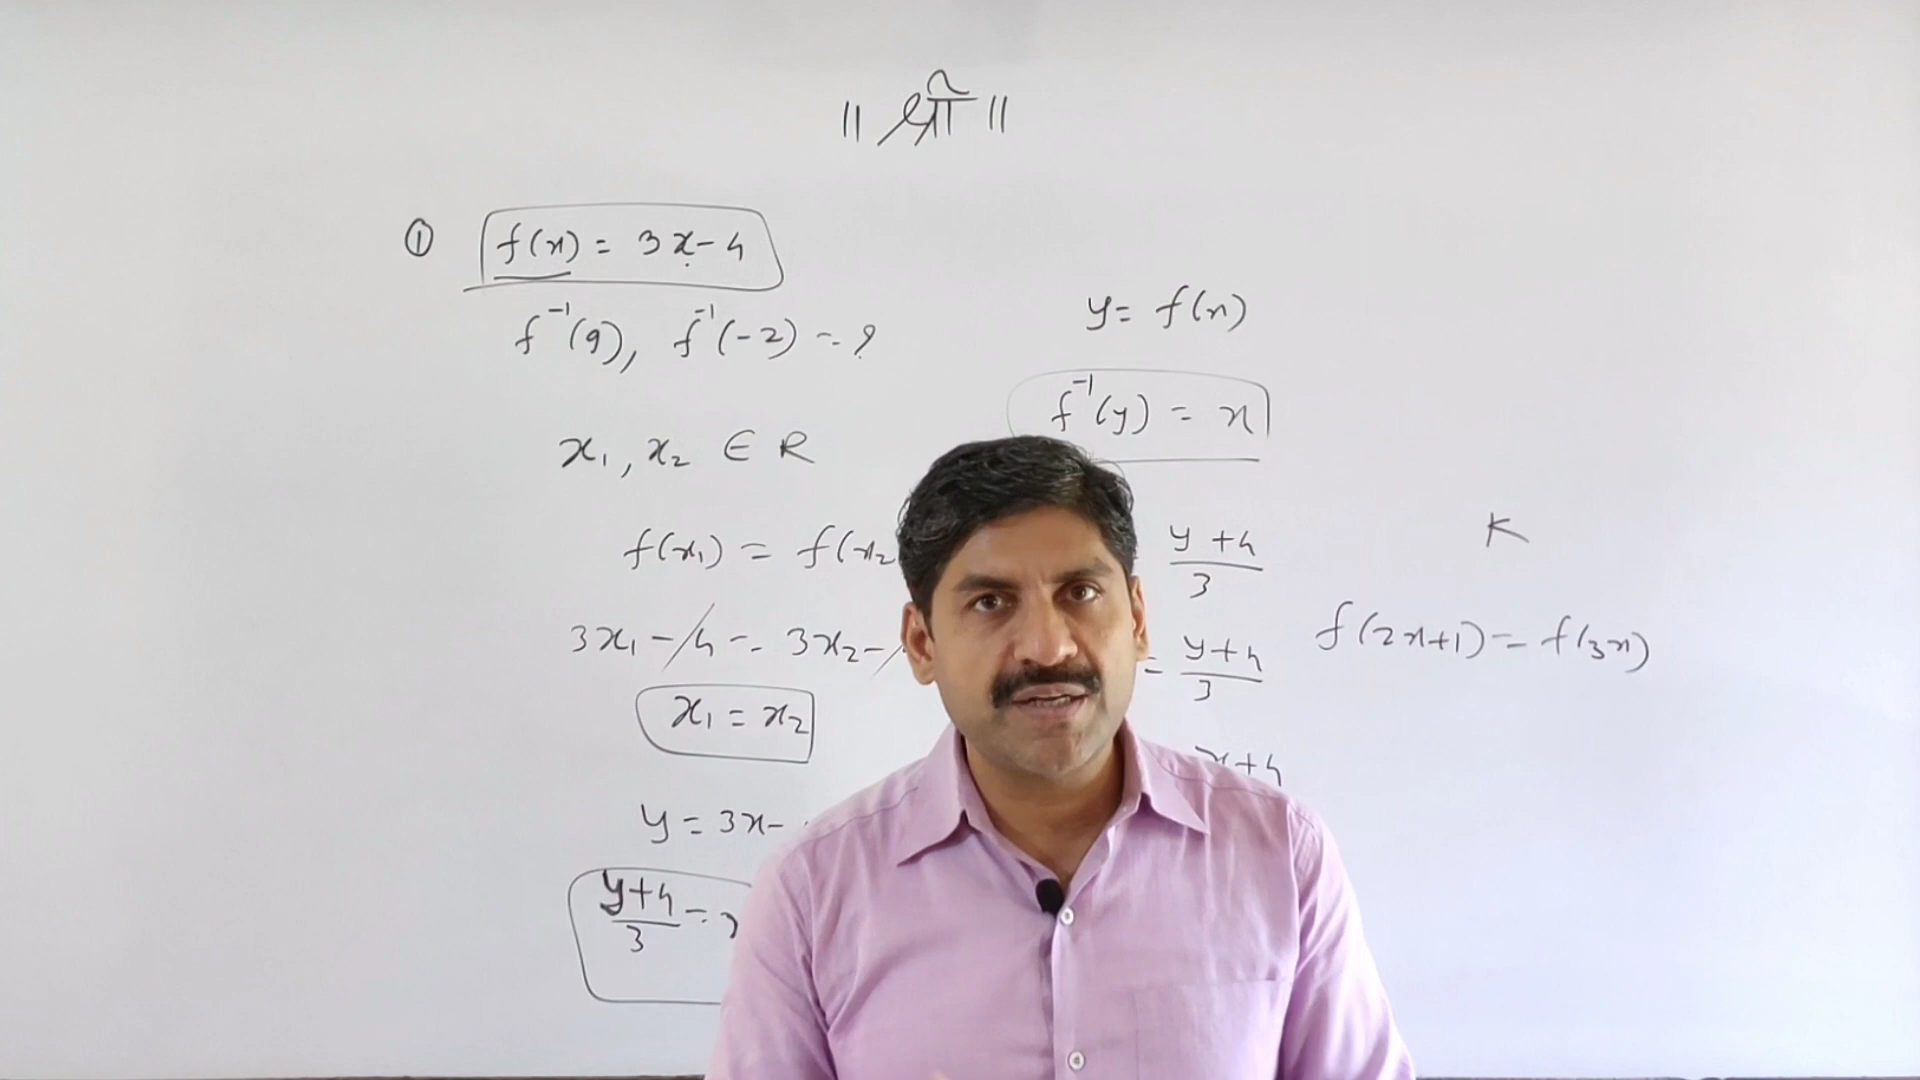 ॥ श्री ॥
① f(x) = 3x - 4
f⁻¹(9), f⁻¹(-2) = ?
x₁, x₂ ∈ R
f(x₁) = f(x₂
3x₁ - 4 = 3x₂ -
x₁ = x₂
y = 3x -
y+4/3 =
y = f(x)
f⁻¹(y) = x
y+4/3
= y+4/3
x+4
K
f(2x+1) = f(3x)